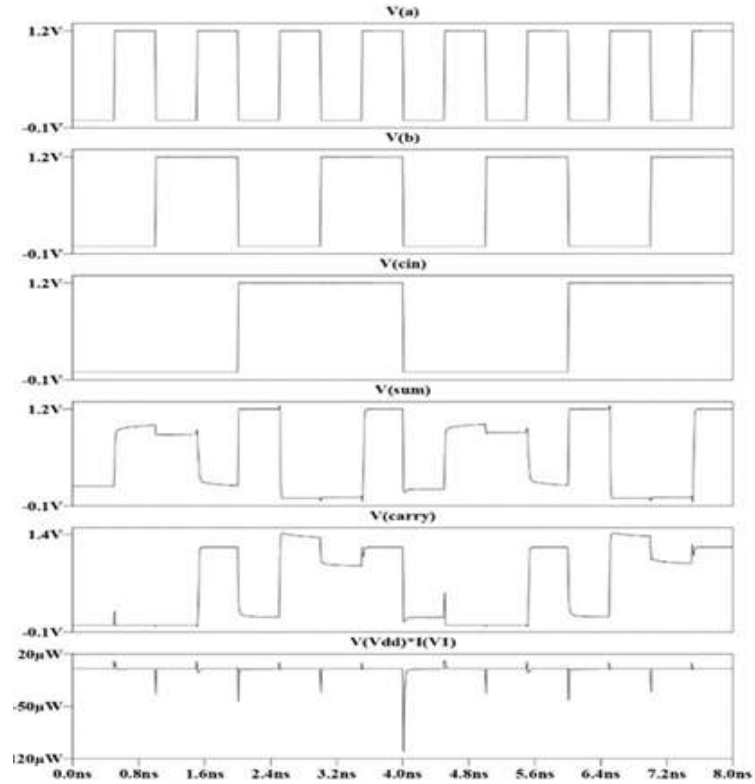 V(a)
1.2V
-0.1V
V(b)
1.2V
-0.1V
V(cin)
1.2V
-0.1V
V(sum)
1.2V
-0.1V
V(carry)
1.4V
-0.1V
V(Vdd)*I(V1)
20µW
-50µW
120µW
0.0ns 0.8ns 1.6ns 2.4ns 3.2ns 4.0ns 4.8ns 5.6ns 6.4ns 7.2ns 8.0ns